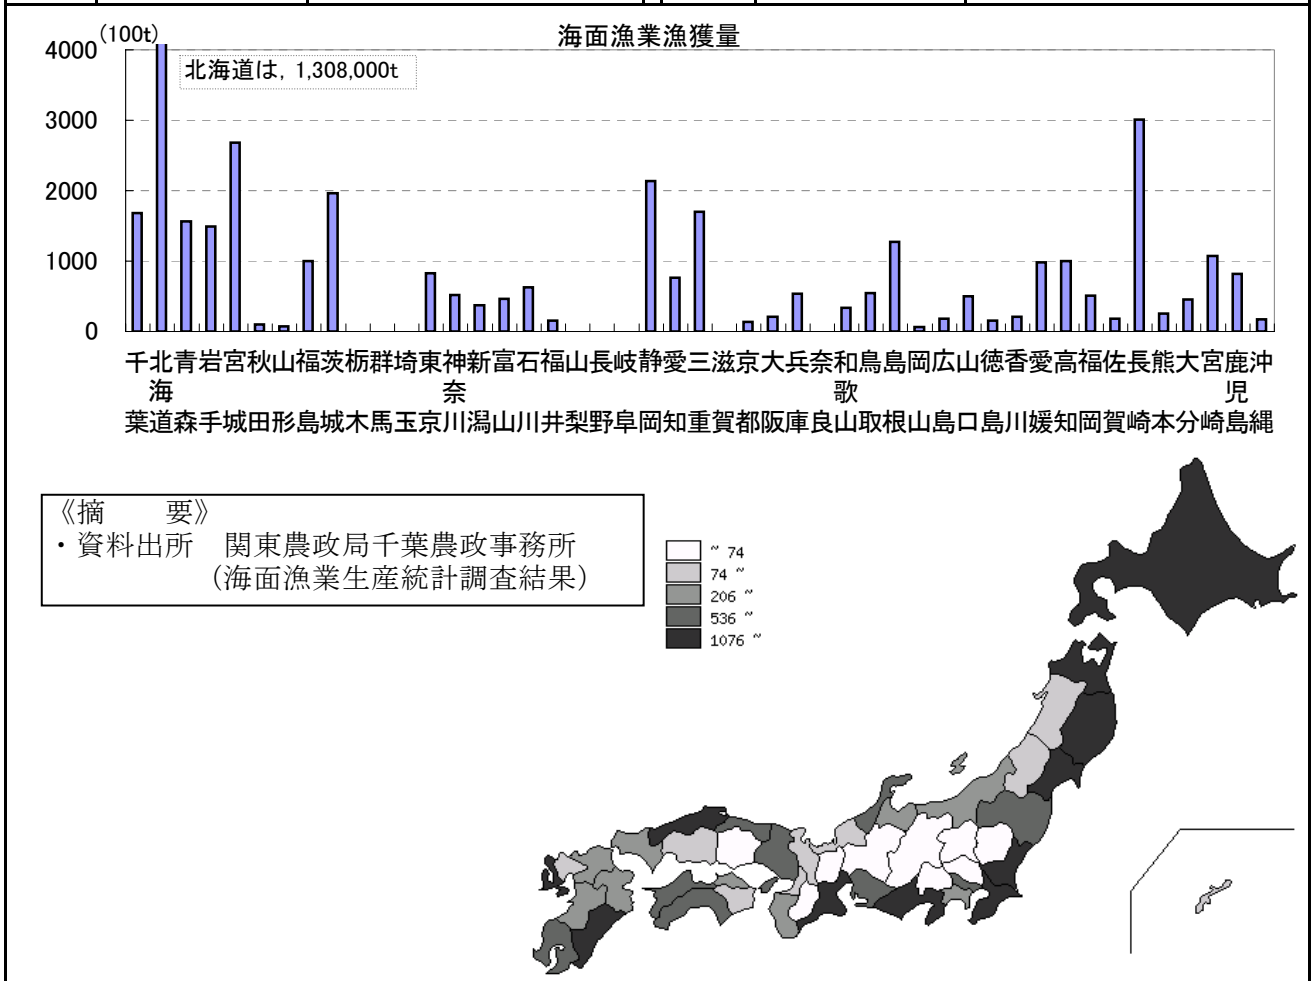 (100t)
海面漁業漁獲量
4000
北海道は, 1,308,000t
3000
2000
1000
0
千北青岩宮秋山福茨栃群埼東神新富石福山長岐静愛三滋京大兵奈和鳥島岡広山徳香愛高福佐長熊大宮鹿沖
海奈歌児
葉道森手城田形島城木馬玉京川潟山川井梨野阜岡知重賀都阪庫良山取根山島口島川媛知岡賀崎本分崎島縄
《摘　　要》
・資料出所　関東農政局千葉農政事務所
（海面漁業生産統計調査結果）
~ 74
74 ~
206 ~
536 ~
1076 ~